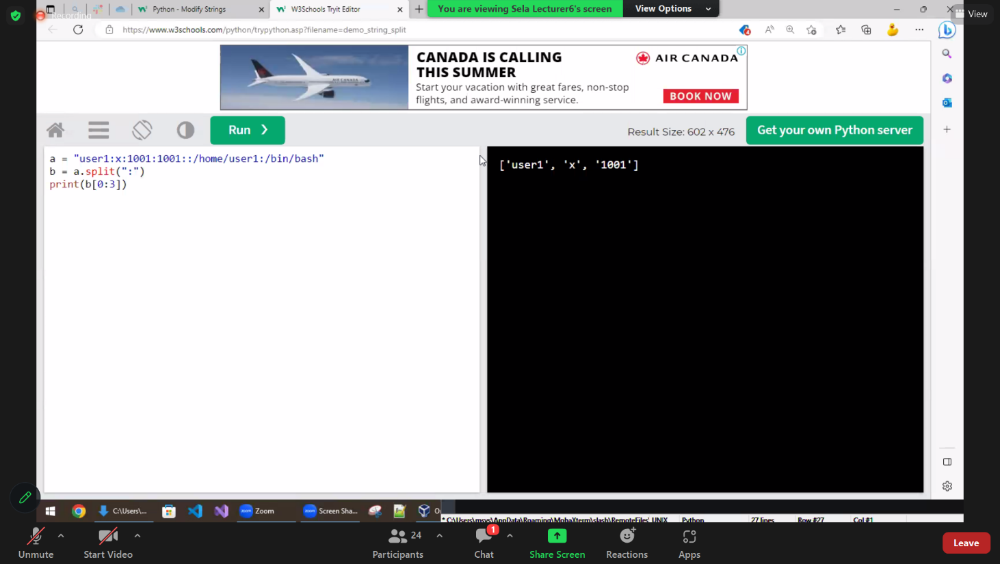 Recording
Python - Modify Strings
W3Schools Tryit Editor
You are viewing Sela Lecturer6's screen
View Options
View
https://www.w3schools.com/python/trypython.asp?filename=demo_string_split
CANADA IS CALLING
THIS SUMMER
Start your vacation with great fares, non-stop
flights, and award-winning service.
AIR CANADA
BOOK NOW
AIR CANADA
Run ❯
Result Size: 602 x 476
Get your own Python server
a = "user1:x:1001:1001::/home/user1:/bin/bash"
b = a.split(":")
print(b[0:3])
['user1', 'x', '1001']
C:\Users\...
Zoom
Screen Sha...
* C:\Users\msys\AppData\Roaming\MobaXterm\slash\RemoteFiles' UNIX
Python
27 lines
Row #27
Col #1
Unmute
Start Video
24
Participants
1
Chat
Share Screen
Reactions
Apps
Leave